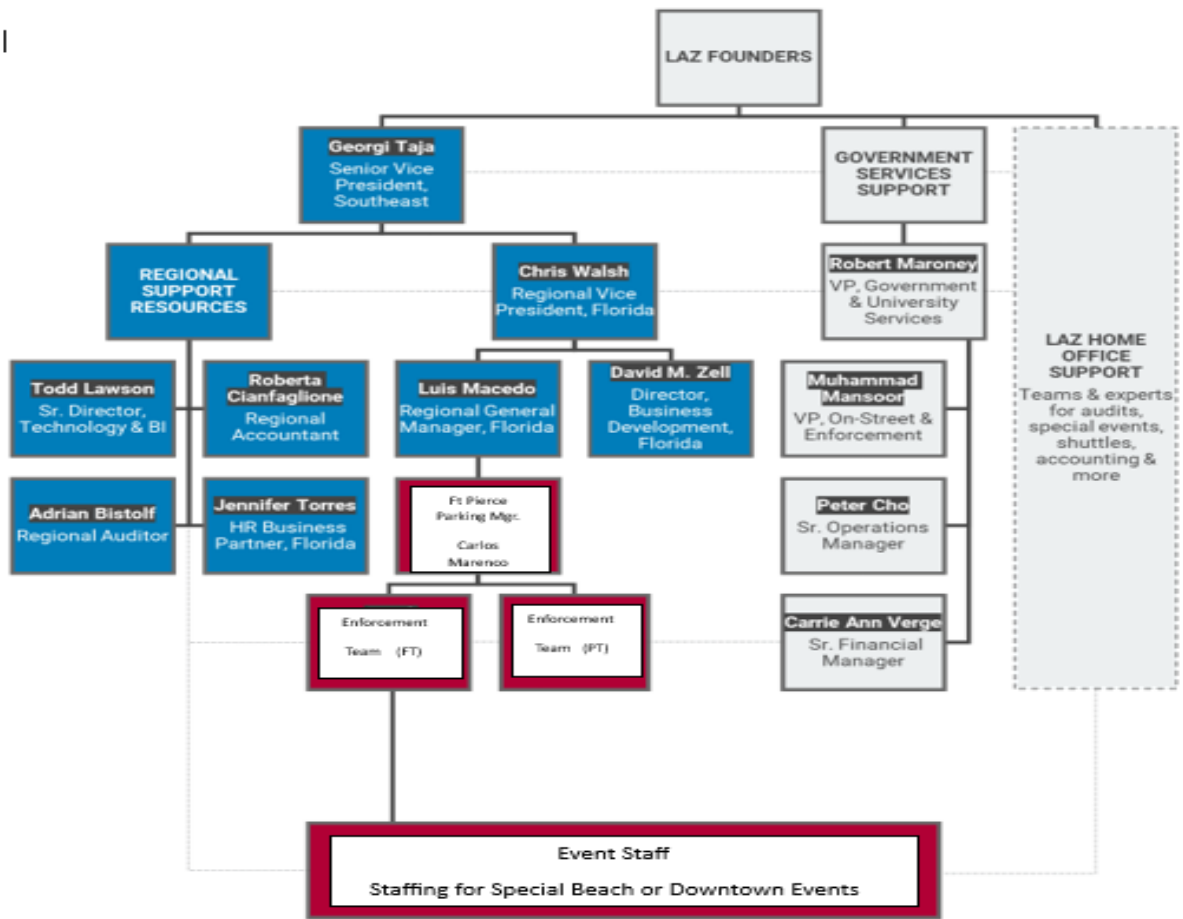 l
LAZ FOUNDERS
Georgi Taja
Senior Vice
President,
Southeast
GOVERNMENT
SERVICES
SUPPORT
REGIONAL
SUPPORT
RESOURCES
Chris Walsh
Regional Vice
President, Florida
Robert Maroney
VP, Government
& University
Services
LAZ HOME
OFFICE
SUPPORT
Teams & experts
for audits,
special events,
shuttles,
accounting &
more
Todd Lawson
Sr. Director,
Technology & BI
Roberta
Cianfaglione
Regional
Accountant
Luis Macedo
Regional General
Manager, Florida
David M. Zell
Director,
Business
Development,
Florida
Muhammad
Mansoor
VP, On-Street &
Enforcement
Adrian Bistolf
Regional Auditor
Jennifer Torres
HR Business
Partner, Florida
Ft Pierce
Parking Mgr.
Carlos
Marenco
Peter Cho
Sr. Operations
Manager
Enforcement
Team (FT)
Enforcement
Team (PT)
Carrie Ann Verge
Sr. Financial
Manager
Event Staff
Staffing for Special Beach or Downtown Events